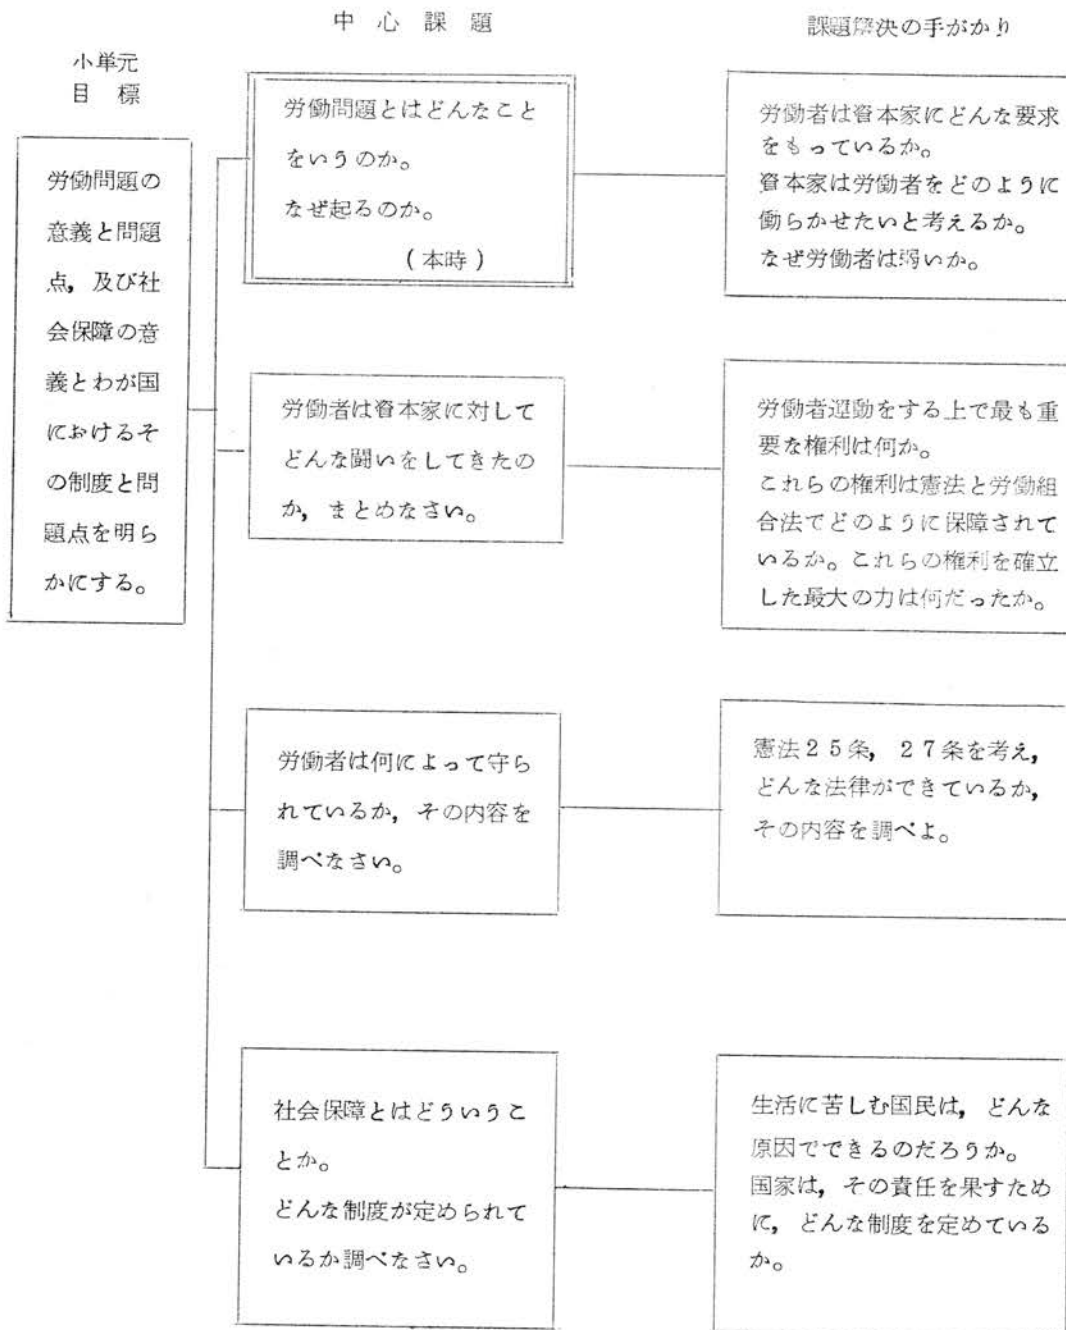 中心課題
課題解決の手がかり
小単元
目標
労働問題の
意義と問題
点，及び社
会保障の意
義とわが国
におけるそ
の制度と問
題点を明ら
かにする。
労働問題とはどんなこと
をいうのか。
なぜ起るのか。
（本時）
労働者は資本家にどんな要求
をもっているか。
資本家は労働者をどのように
働らかせたいと考えるか。
なぜ労働者は弱いか。
労働者は資本家に対して
どんな闘いをしてきたの
か，まとめなさい。
労働者運動をする上で最も重
要な権利は何か。
これらの権利は憲法と労働組
合法でどのように保障されて
いるか。これらの権利を確立
した最大の力は何だったか。
労働者は何によって守ら
れているか，その内容を
調べなさい。
憲法25条，27条を考え，
どんな法律ができているか，
その内容を調べよ。
社会保障とはどういうこ
とか。
どんな制度が定められて
いるか調べなさい。
生活に苦しむ国民は，どんな
原因でできるのだろうか。
国家は，その責任を果すため
に，どんな制度を定めている
か。